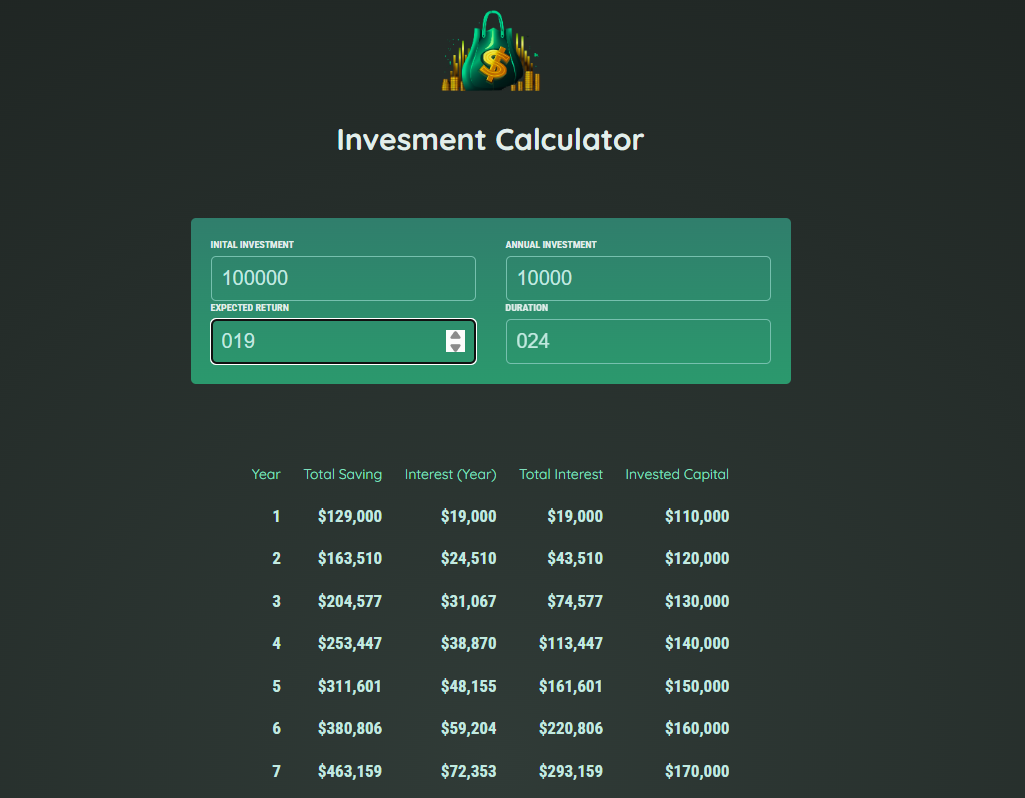 $
Invesment Calculator
INITAL INVESTMENT ANNUAL INVESTMENT
100000 10000
EXPECTED RETURN DURATION
019 024
Year Total Saving Interest (Year) Total Interest Invested Capital
1 $129,000 $19,000 $19,000 $110,000
2 $163,510 $24,510 $43,510 $120,000
3 $204,577 $31,067 $74,577 $130,000
4 $253,447 $38,870 $113,447 $140,000
5 $311,601 $48,155 $161,601 $150,000
6 $380,806 $59,204 $220,806 $160,000
7 $463,159 $72,353 $293,159 $170,000